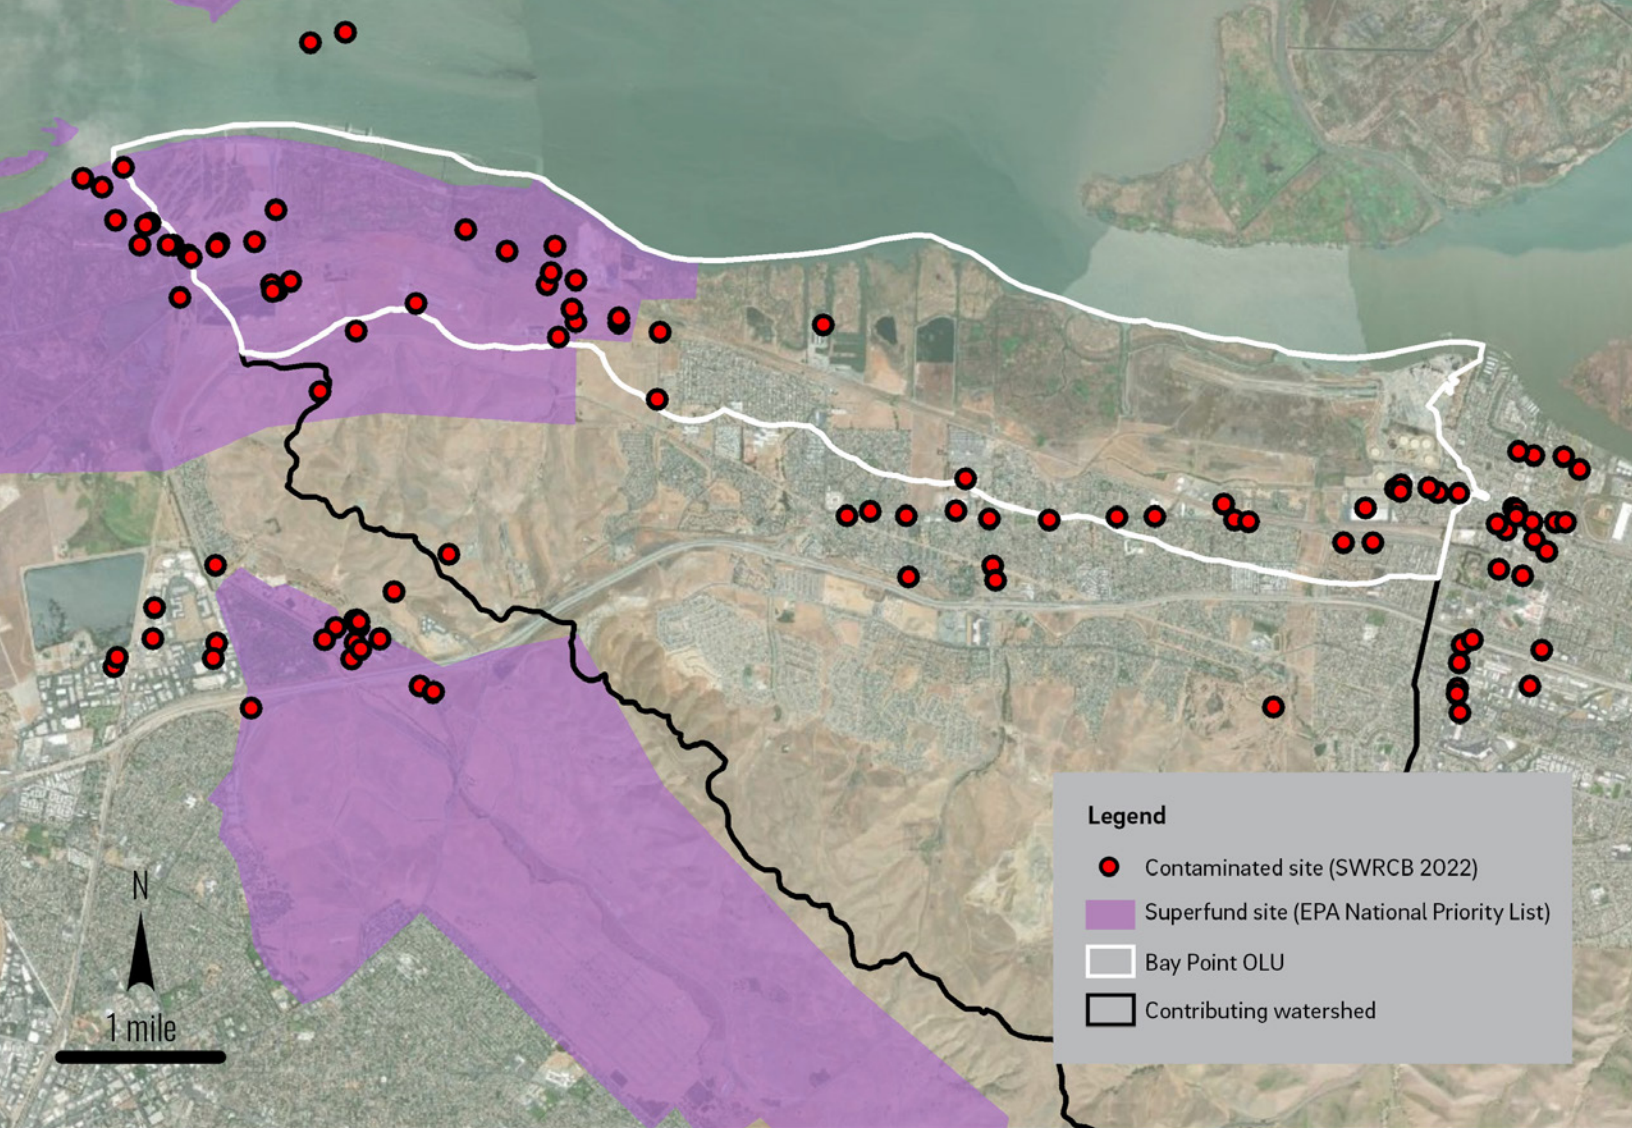 N
1 mile
Legend
Contaminated site (SWRCB 2022)
Superfund site (EPA National Priority List)
Bay Point OLU
Contributing watershed